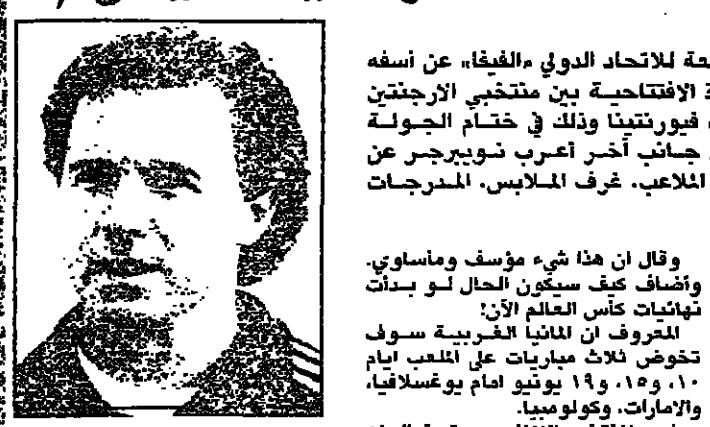 عة للاتحاد الدولي «الفيفا» عن أسفه
ة الافتتاحية بين منتخبي الارجنتين
فيورنتينا وذلك في ختام الجولة
جانب آخر أعرب نويبرجر عن
الملاعب. غرف الملابس. المدرجات
وقال ان هذا شيء مؤسف ومأساوي.
وأضاف كيف سيكون الحال لو بدأت
نهائيات كأس العالم الآن؟
المعروف ان المانيا الغربية سوف
تخوض ثلاث مباريات على الملعب ايام
١٠، و١٥، و١٩ يونيو امام يوغسلافيا،
والامارات، وكولومبيا.